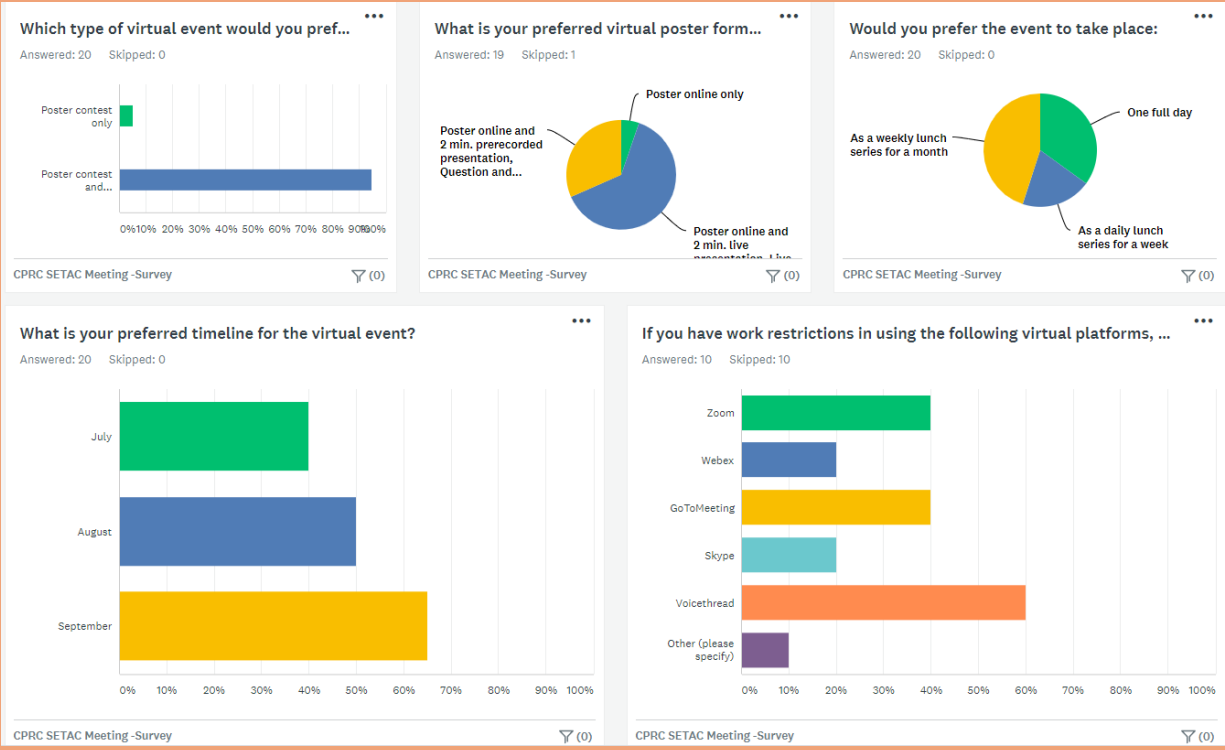 •••
Which type of virtual event would you pref...
Answered: 20 Skipped: 0
Poster contest
only
Poster contest
and...
0% 10% 20% 30% 40% 50% 60% 70% 80% 90% 100%
CPRC SETAC Meeting -Survey
(0)
•••
What is your preferred virtual poster form...
Answered: 19 Skipped: 1
Poster online only
Poster online and
2 min. prerecorded
presentation,
Question and...
Poster online and
2 min. live
presentation. Live
CPRC SETAC Meeting -Survey
(0)
•••
Would you prefer the event to take place:
Answered: 20 Skipped: 0
One full day
As a weekly lunch
series for a month
As a daily lunch
series for a week
CPRC SETAC Meeting -Survey
(0)
•••
What is your preferred timeline for the virtual event?
Answered: 20 Skipped: 0
July
August
September
0% 10% 20% 30% 40% 50% 60% 70% 80% 90% 100%
CPRC SETAC Meeting -Survey
(0)
•••
If you have work restrictions in using the following virtual platforms, ...
Answered: 10 Skipped: 10
Zoom
Webex
GoToMeeting
Skype
Voicethread
Other (please
specify)
0% 10% 20% 30% 40% 50% 60% 70% 80% 90% 100%
CPRC SETAC Meeting -Survey
(0)